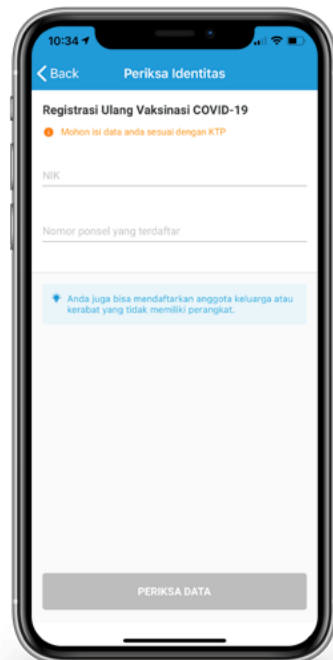 10:34
Back
Periksa Identitas
Registrasi Ulang Vaksinasi COVID-19
Mohon isi data anda sesuai dengan KTP
NIK
Nomor ponsel yang terdaftar
Anda juga bisa mendaftarkan anggota keluarga atau
kerabat yang tidak memiliki perangkat.
PERIKSA DATA